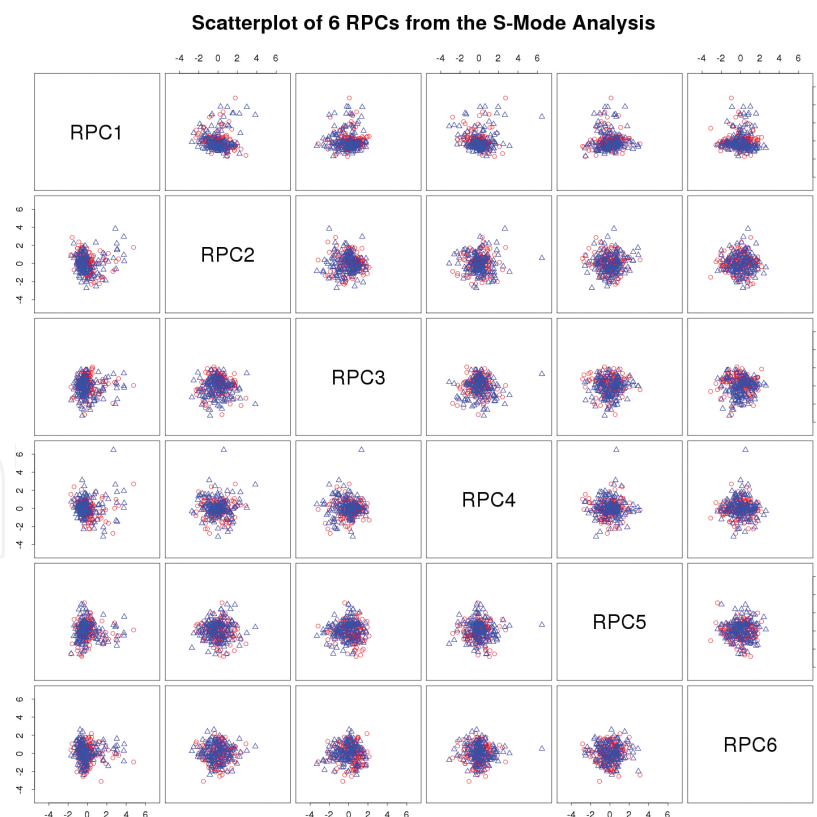 Scatterplot of 6 RPCs from the S-Mode Analysis
-4 -2 0 2 4 6
-4 -2 0 2 4 6
-4 -2 0 2 4 6
RPC1
6 4 2 0 -2 -4
RPC2
RPC3
6 4 2 0 -2 -4
RPC4
RPC5
6 4 2 0 -2 -4
RPC6
-4 -2 0 2 4 6
-4 -2 0 2 4 6
-4 -2 0 2 4 6